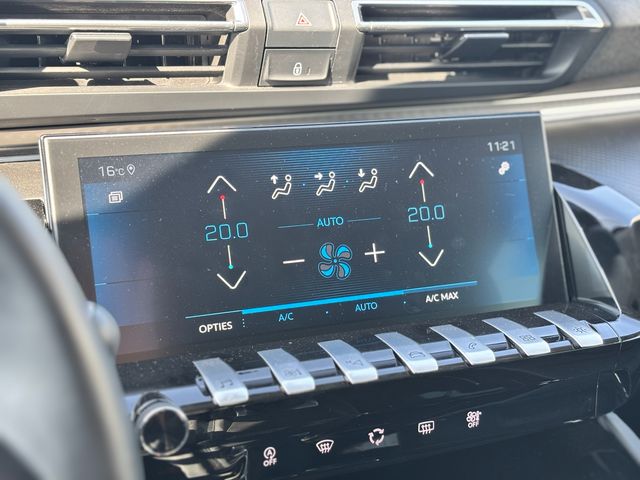 16°C
11:21
AUTO
20.0
20.0
OPTIES
A/C
AUTO
A/C MAX
OFF
OFF